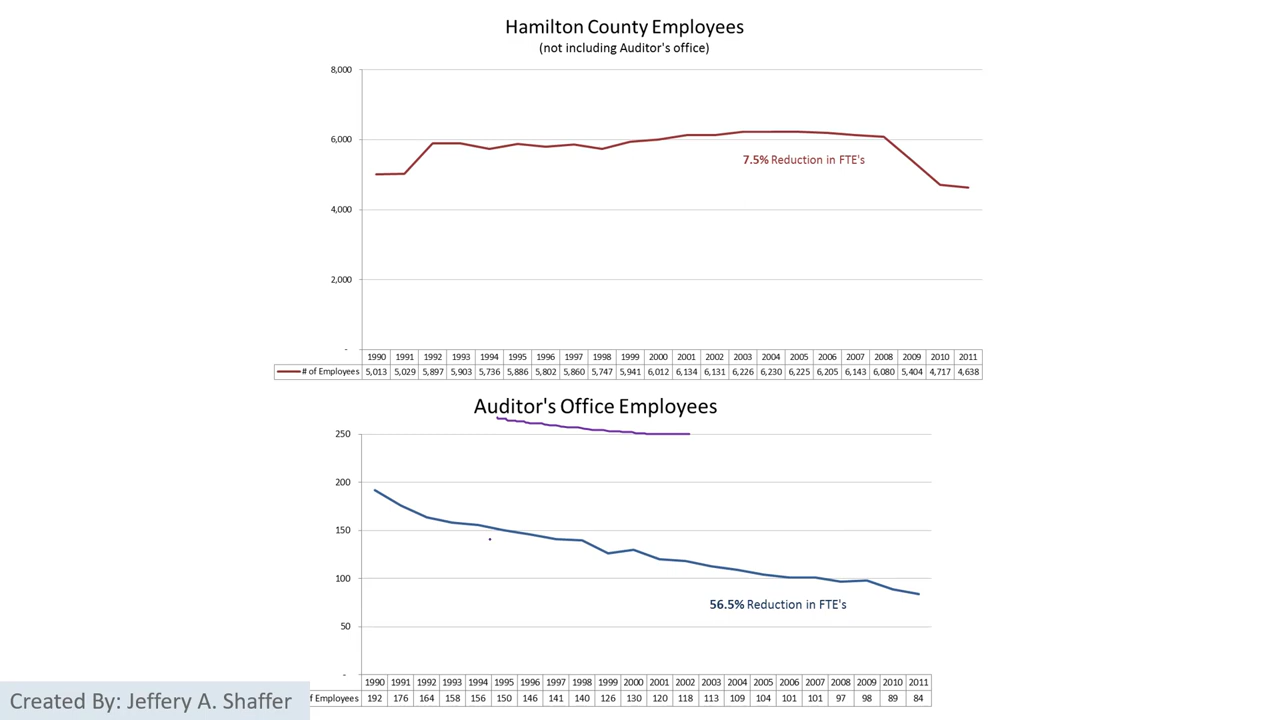 Hamilton County Employees
(not including Auditor's office)
8,000
6,000
7.5% Reduction in FTE's
4,000
2,000
-
1990 1991 1992 1993 1994 1995 1996 1997 1998 1999 2000 2001 2002 2003 2004 2005 2006 2007 2008 2009 2010 2011
# of Employees 5,013 5,029 5,897 5,903 5,736 5,886 5,802 5,860 5,747 5,941 6,012 6,134 6,131 6,226 6,230 6,225 6,205 6,143 6,080 5,404 4,717 4,638
Auditor's Office Employees
250
200
150
100
56.5% Reduction in FTE's
50
-
1990 1991 1992 1993 1994 1995 1996 1997 1998 1999 2000 2001 2002 2003 2004 2005 2006 2007 2008 2009 2010 2011
f Employees 192 176 164 158 156 150 146 141 140 126 130 120 118 113 109 104 101 101 97 98 89 84
Created By: Jeffery A. Shaffer